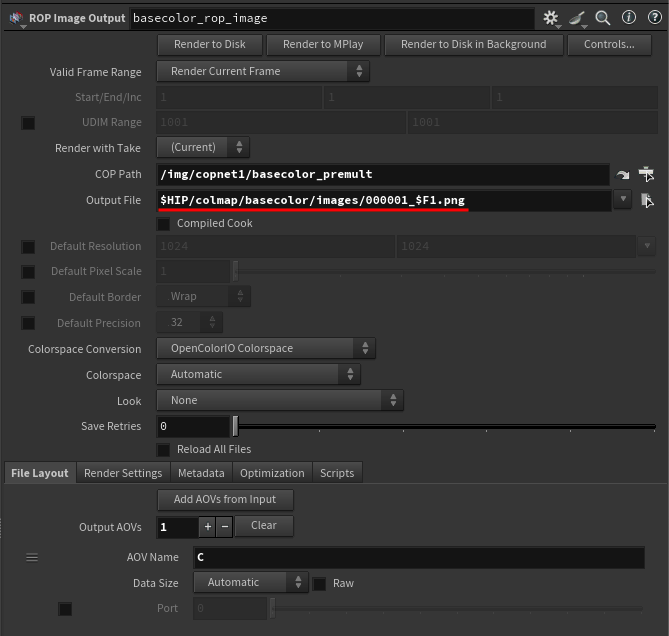 ROP Image Output basecolor_rop_image
Render to Disk Render to MPlay Render to Disk in Background Controls...
Valid Frame Range Render Current Frame
Start/End/Inc 1 1 1
UDIM Range 1001 1001
Render with Take (Current)
COP Path /img/copnet1/basecolor_premult
Output File $HIP/colmap/basecolor/images/000001_$F1.png
Compiled Cook
Default Resolution 1024 1024
Default Pixel Scale 1
Default Border Wrap
Default Precision 32
Colorspace Conversion OpenColorIO Colorspace
Colorspace Automatic
Look None
Save Retries 0
Reload All Files
File Layout Render Settings Metadata Optimization Scripts
Add AOVs from Input
Output AOVs 1 + − Clear
AOV Name C
Data Size Automatic Raw
Port 0